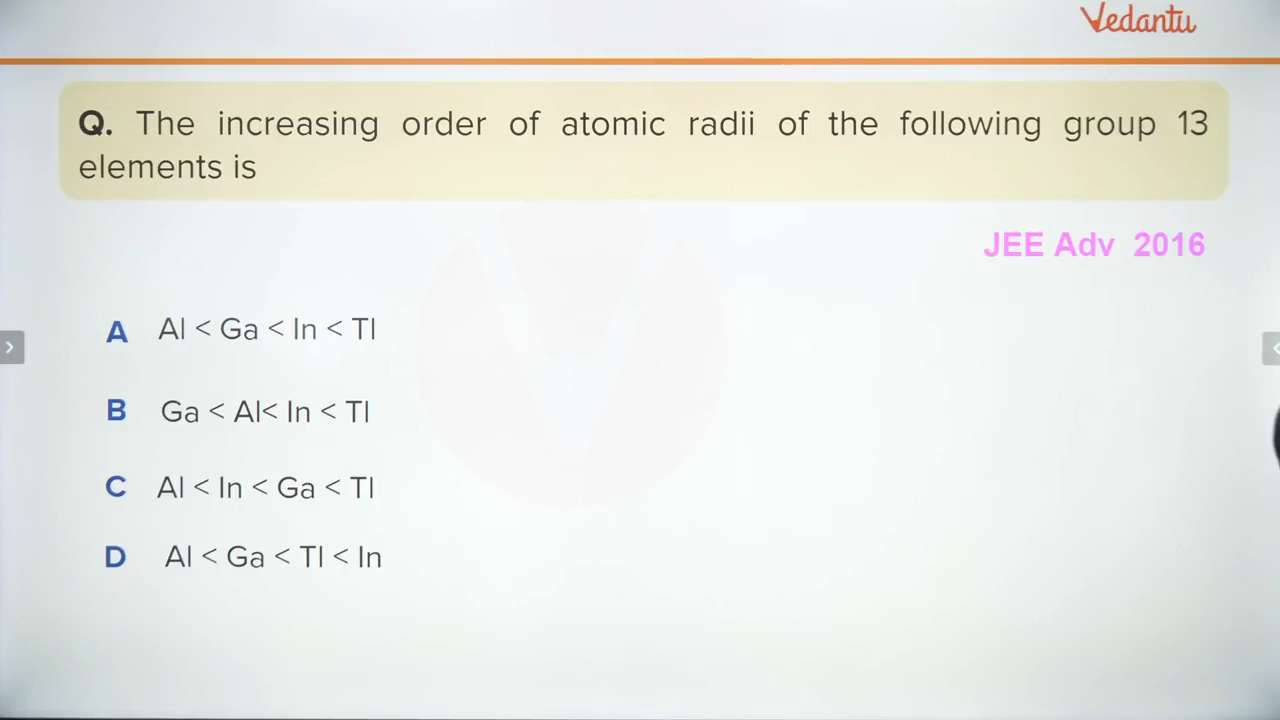 Vedantu
Q. The increasing order of atomic radii of the following group 13
elements is
JEE Adv 2016
A Al < Ga < In < Tl
B Ga < Al< In < Tl
C Al < In < Ga < Tl
D Al < Ga < Tl < In